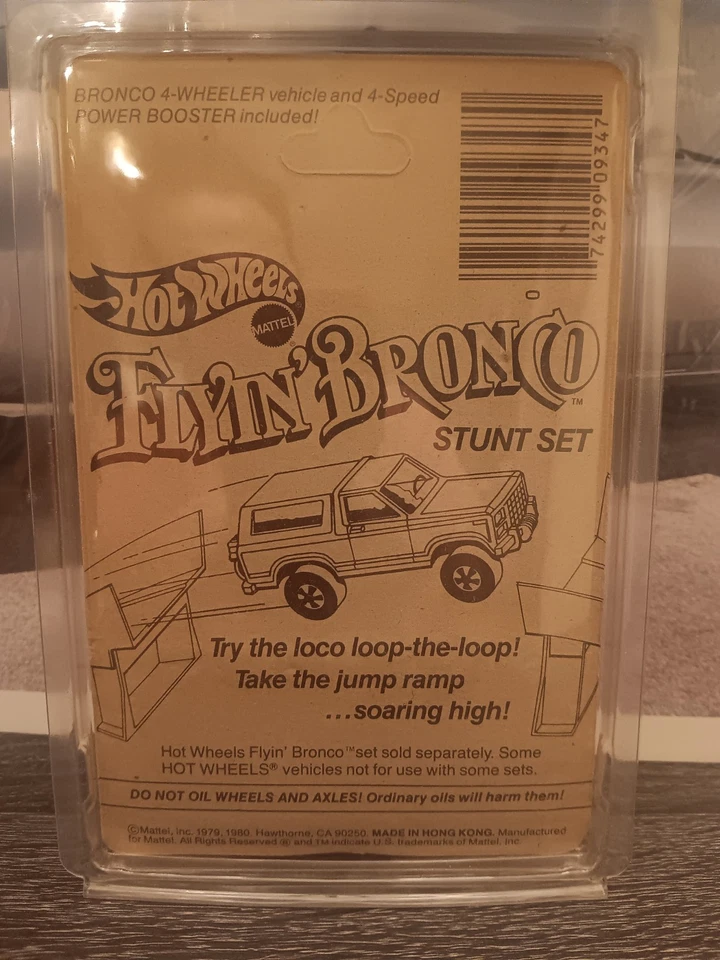 BRONCO 4-WHEELER vehicle and 4-Speed
POWER BOOSTER included!
74299 09347
HOT WHEELS
MATTEL®
FLYIN' BRONCO™
STUNT SET
Try the loco loop-the-loop!
Take the jump ramp
...soaring high!
Hot Wheels Flyin' Bronco™ set sold separately. Some
HOT WHEELS® vehicles not for use with some sets.
DO NOT OIL WHEELS AND AXLES! Ordinary oils will harm them!
©Mattel, Inc. 1979, 1980. Hawthorne, CA 90250. MADE IN HONG KONG. Manufactured
for Mattel. All Rights Reserved ® and TM indicate U.S. trademarks of Mattel, Inc.